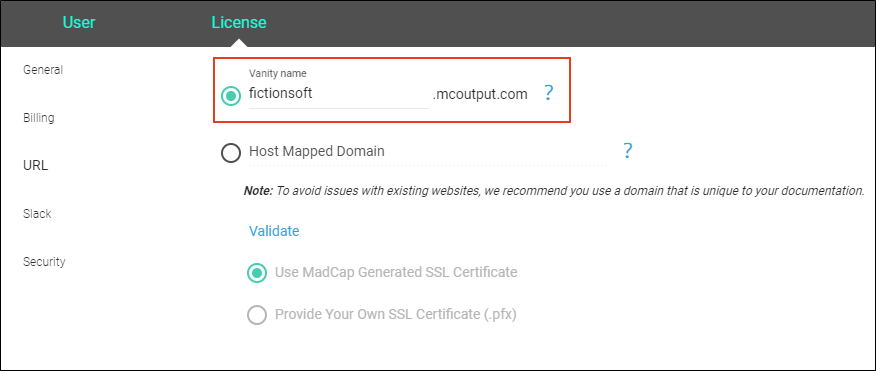 User License
General
Vanity name
fictionsoft .mcoutput.com ?
Billing
Host Mapped Domain ?
URL
Note: To avoid issues with existing websites, we recommend you use a domain that is unique to your documentation.
Slack
Validate
Security
Use MadCap Generated SSL Certificate
Provide Your Own SSL Certificate (.pfx)